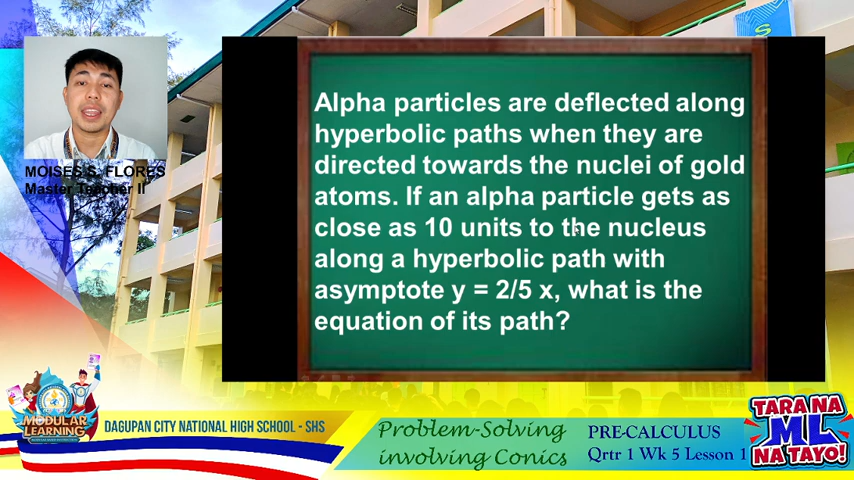 MOISES S. FLORES
Master Teacher II
Alpha particles are deflected along
hyperbolic paths when they are
directed towards the nuclei of gold
atoms. If an alpha particle gets as
close as 10 units to the nucleus
along a hyperbolic path with
asymptote y = 2/5 x, what is the
equation of its path?
MODULAR
LEARNING
DAGUPAN CITY NATIONAL HIGH SCHOOL - SHS
Problem-Solving
involving Conics
PRE-CALCULUS
Qrtr 1 Wk 5 Lesson 1
TARA NA
ML
NA TAYO!